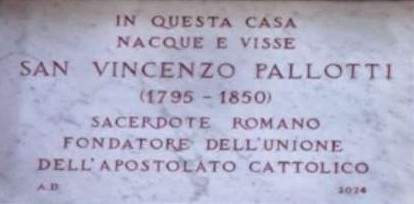 IN QUESTA CASA
NACQUE E VISSE
SAN VINCENZO PALLOTTI
(1795 - 1850)
SACERDOTE ROMANO
FONDATORE DELL'UNIONE
DELL'APOSTOLATO CATTOLICO
A.D. 2024